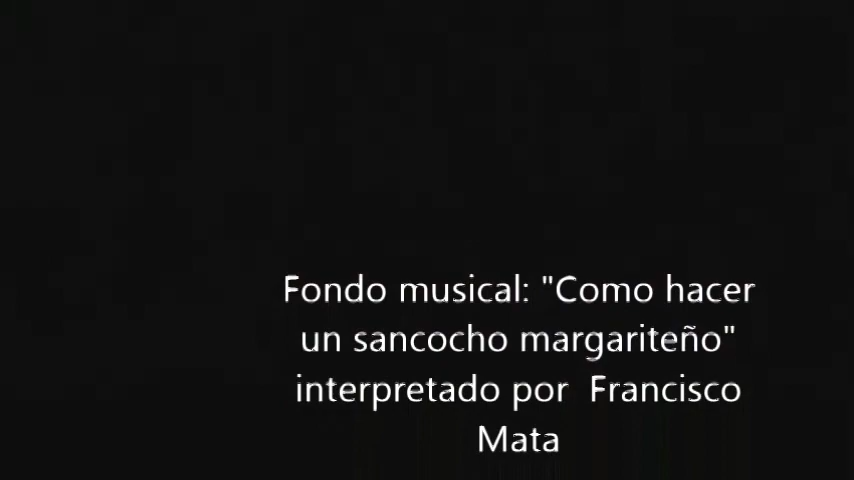 Fondo musical: "Como hacer
un sancocho margariteño"
interpretado por  Francisco
Mata